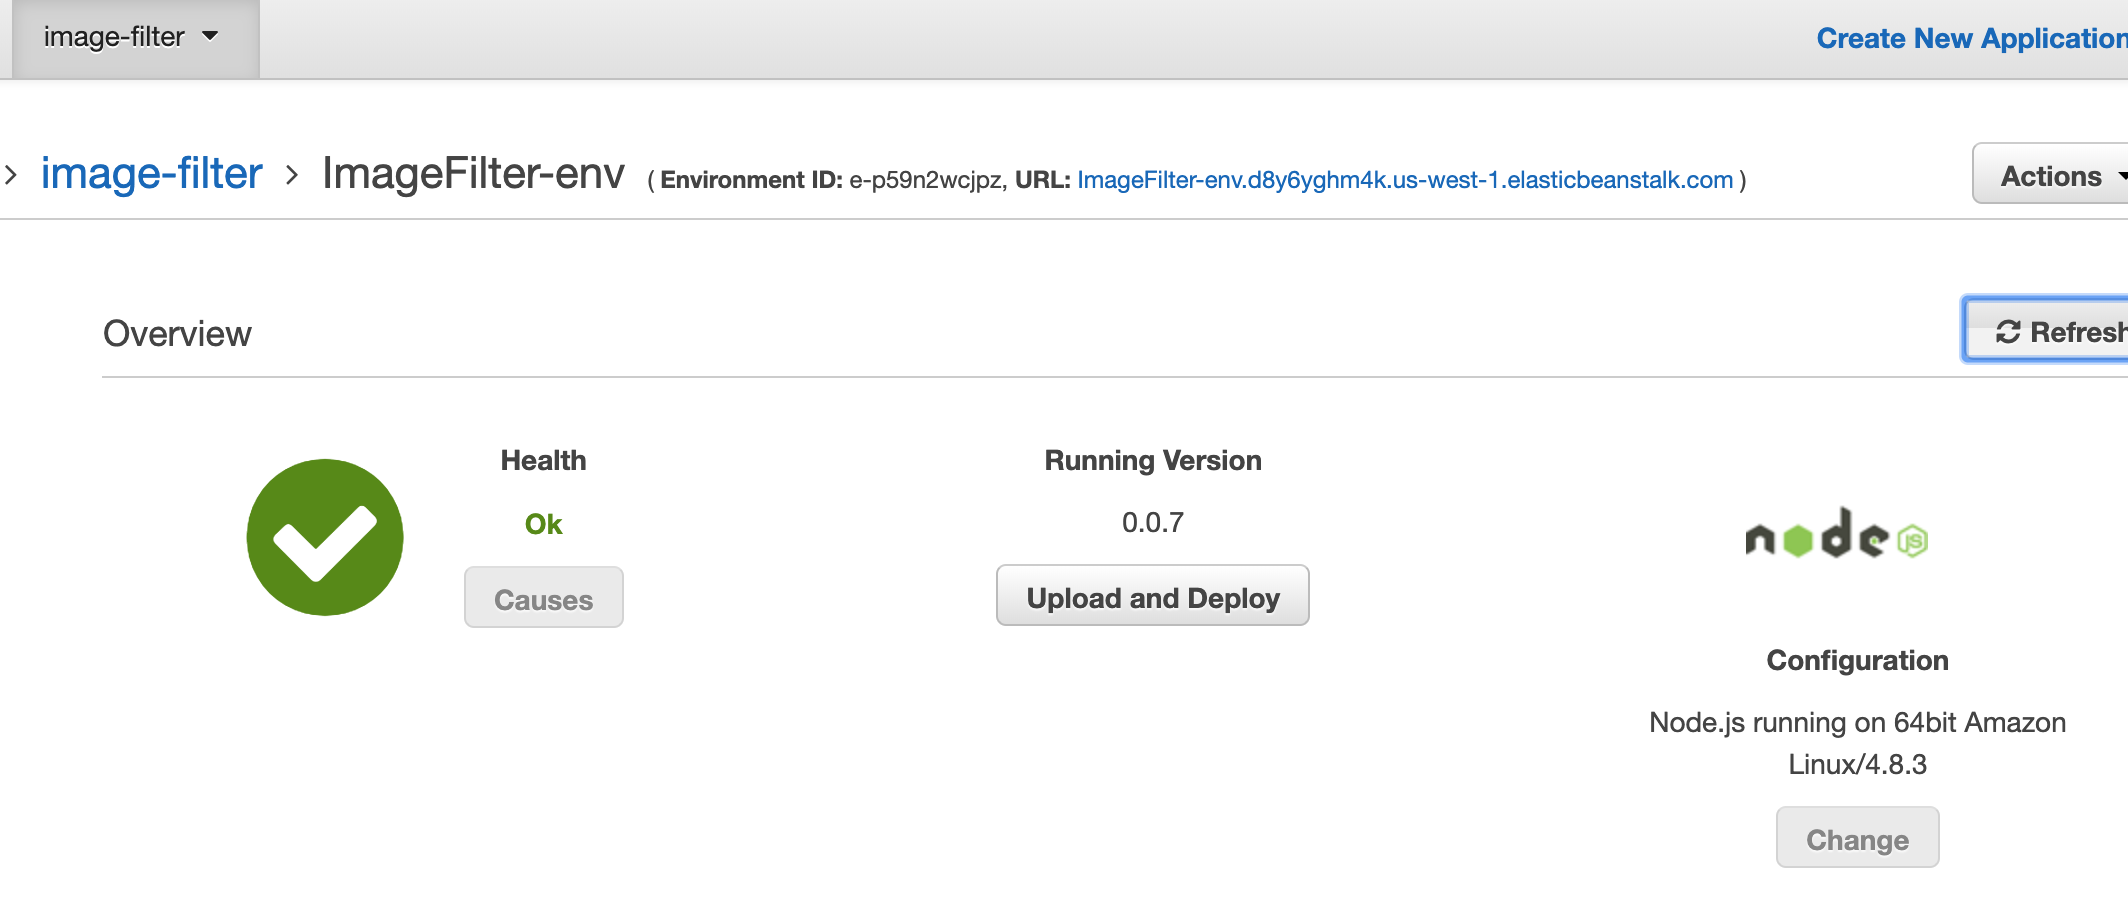 image-filter
Create New Application
image-filter > ImageFilter-env ( Environment ID: e-p59n2wcjpz, URL: ImageFilter-env.d8y6yghm4k.us-west-1.elasticbeanstalk.com )
Actions
Overview
Refresh
Health
Ok
Causes
Running Version
0.0.7
Upload and Deploy
node JS
Configuration
Node.js running on 64bit Amazon
Linux/4.8.3
Change